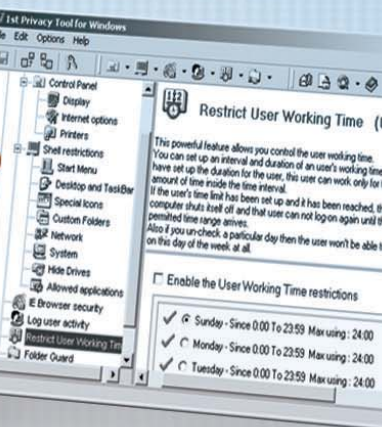 1st Privacy Tool for Windows
Edit Options Help
Control Panel
Display
Internet options
Printers
Shell restrictions
Start Menu
Desktop and TaskBar
Special Icons
Custom Folders
Network
System
Hide Drives
Allowed applications
IE Browser security
Log user activity
Restrict User Working Tim
Folder Guard
Restrict User Working Time
This powerful feature allows you control the user working time.
You can set up an interval and duration of an user's working time
have set up the duration for the user, this user can work only for
amount of time inside the time interval.
If the user's time limit has been set up and it has been reached, th
computer shuts itself off and that user can not log on again until th
permitted time range arrives.
Also if you un-check a particular day then the user won't be able t
on this day of the week at all.
Enable the User Working Time restrictions
Sunday - Since 0:00 To 23:59 Max using : 24:00
Monday - Since 0:00 To 23:59 Max using : 24:00
Tuesday - Since 0:00 To 23:59 Max using : 24:00